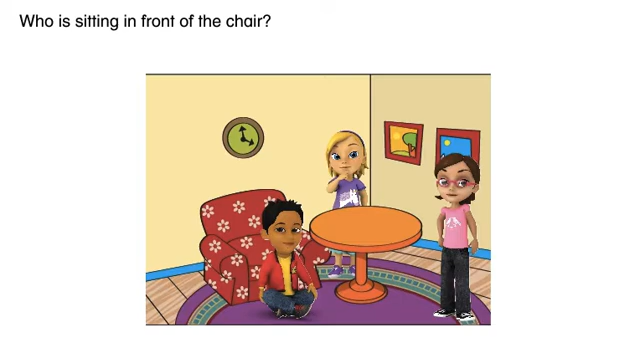 Who is sitting in front of the chair?